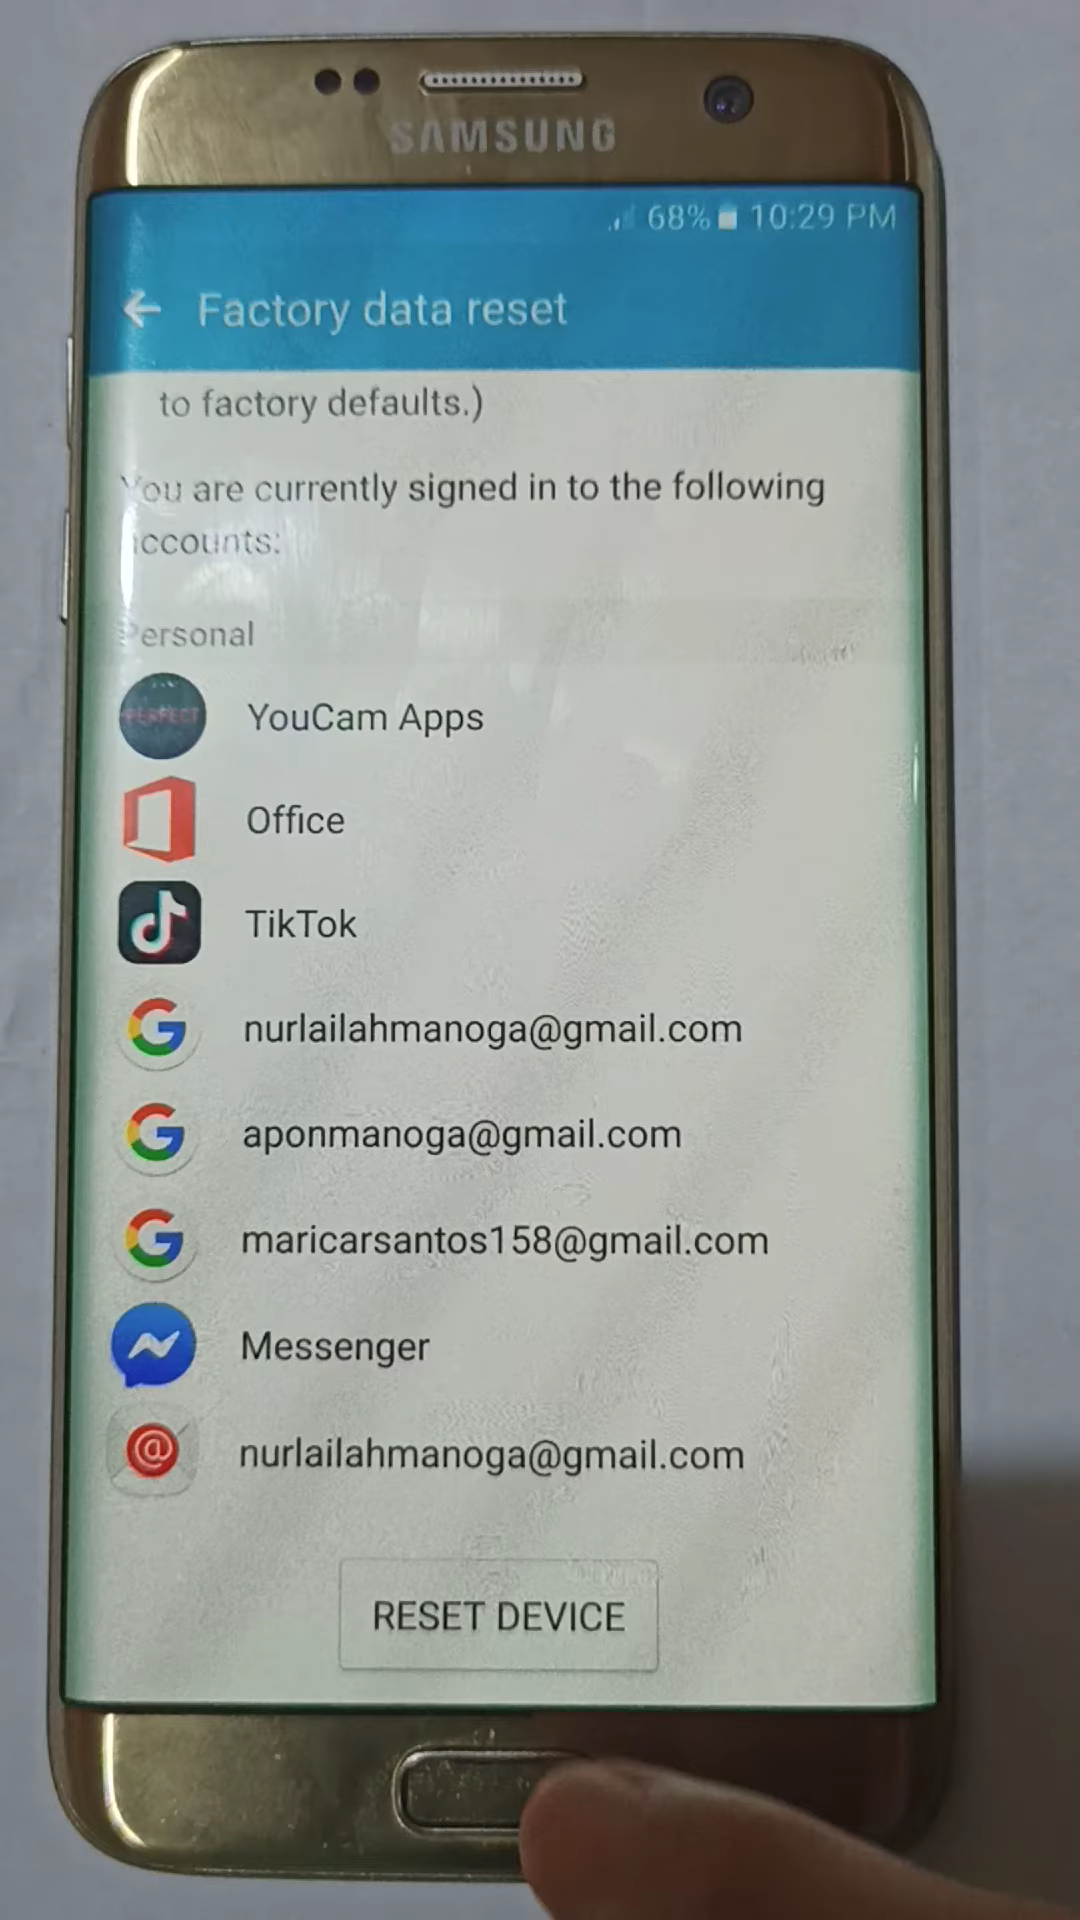 SAMSUNG
68% 10:29 PM
Factory data reset
to factory defaults.)
You are currently signed in to the following
accounts:
Personal
PERFECT
YouCam Apps
Office
TikTok
nurlailahmanoga@gmail.com
aponmanoga@gmail.com
maricarsantos158@gmail.com
Messenger
nurlailahmanoga@gmail.com
RESET DEVICE